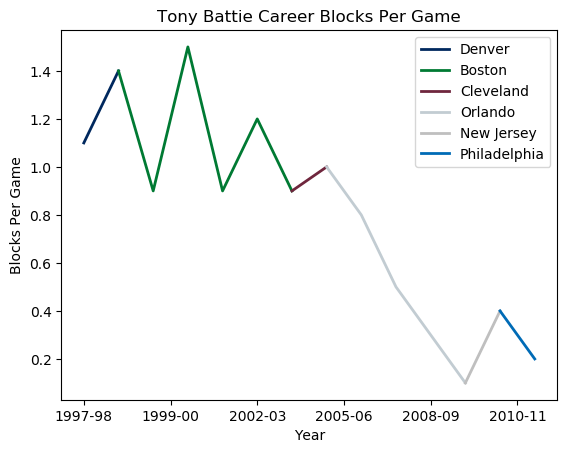 Tony Battie Career Blocks Per Game
Denver
Boston
Cleveland
Orlando
New Jersey
Philadelphia
1.4
1.2
1.0
0.8
0.6
0.4
0.2
Blocks Per Game
1997-98
1999-00
2002-03
2005-06
2008-09
2010-11
Year